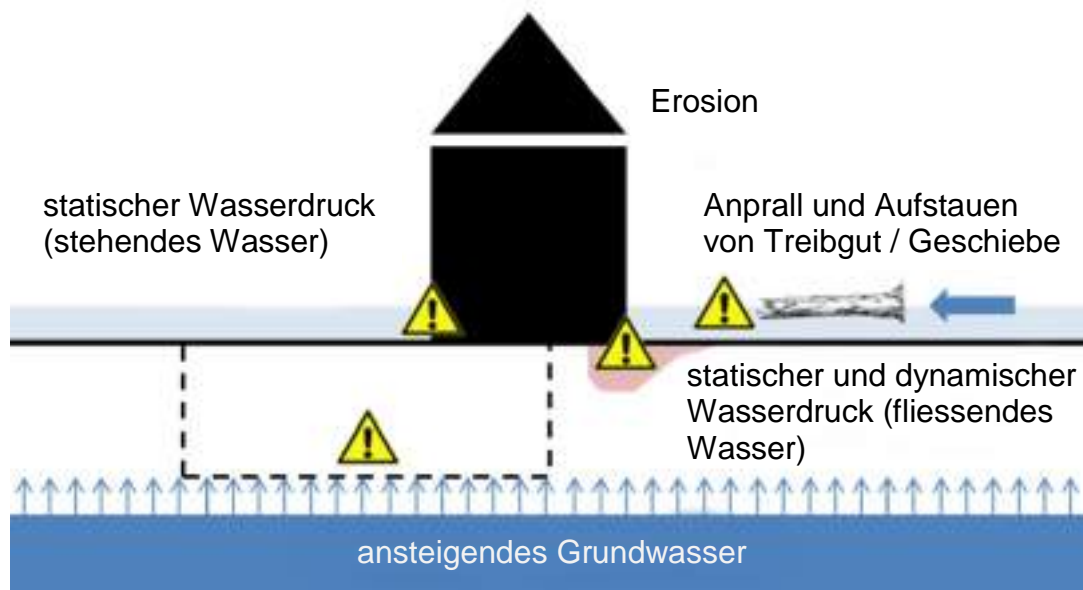 Erosion
statischer Wasserdruck
(stehendes Wasser)
Anprall und Aufstauen
von Treibgut / Geschiebe
statischer und dynamischer
Wasserdruck (fliessendes
Wasser)
ansteigendes Grundwasser